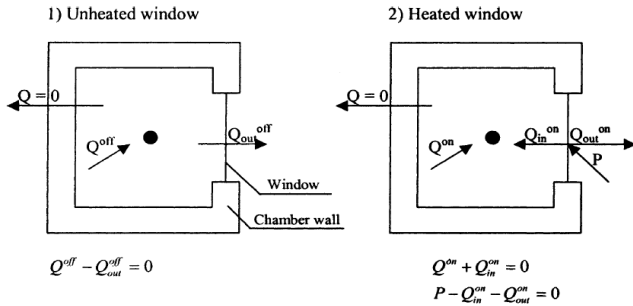 1) Unheated window
2) Heated window
Q = 0
Q^off
Q_out^off
Window
Chamber wall
Q = 0
Q^on
Q_in^on
Q_out^on
P
Q^off − Q_out^off = 0
Q^on + Q_in^on = 0
P − Q_in^on − Q_out^on = 0